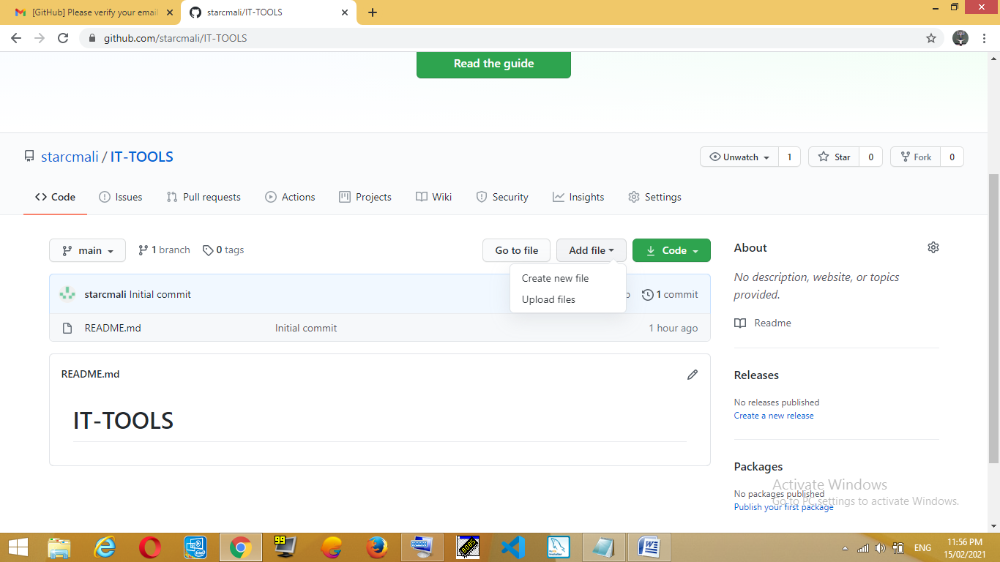 [GitHub] Please verify your email
starcmali/IT-TOOLS
github.com/starcmali/IT-TOOLS
Read the guide
starcmali / IT-TOOLS
Unwatch 1
Star 0
Fork 0
Code
Issues
Pull requests
Actions
Projects
Wiki
Security
Insights
Settings
main
1 branch
0 tags
Go to file
Add file
Code
Create new file
Upload files
starcmali Initial commit
1 commit
README.md Initial commit 1 hour ago
README.md
IT-TOOLS
About
No description, website, or topics
provided.
Readme
Releases
No releases published
Create a new release
Packages
No packages published
Publish your first package
Activate Windows
Go to PC settings to activate Windows.
99
ENG
11:56 PM
15/02/2021